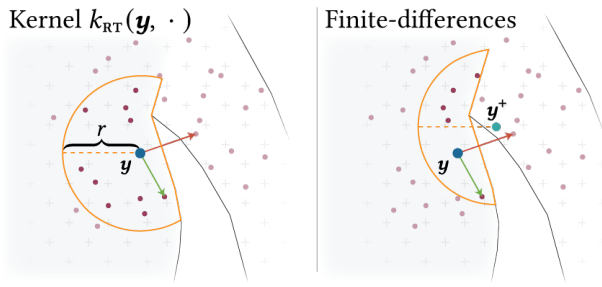 Kernel k_RT(y, ·)
Finite-differences
r
y
y⁺
y